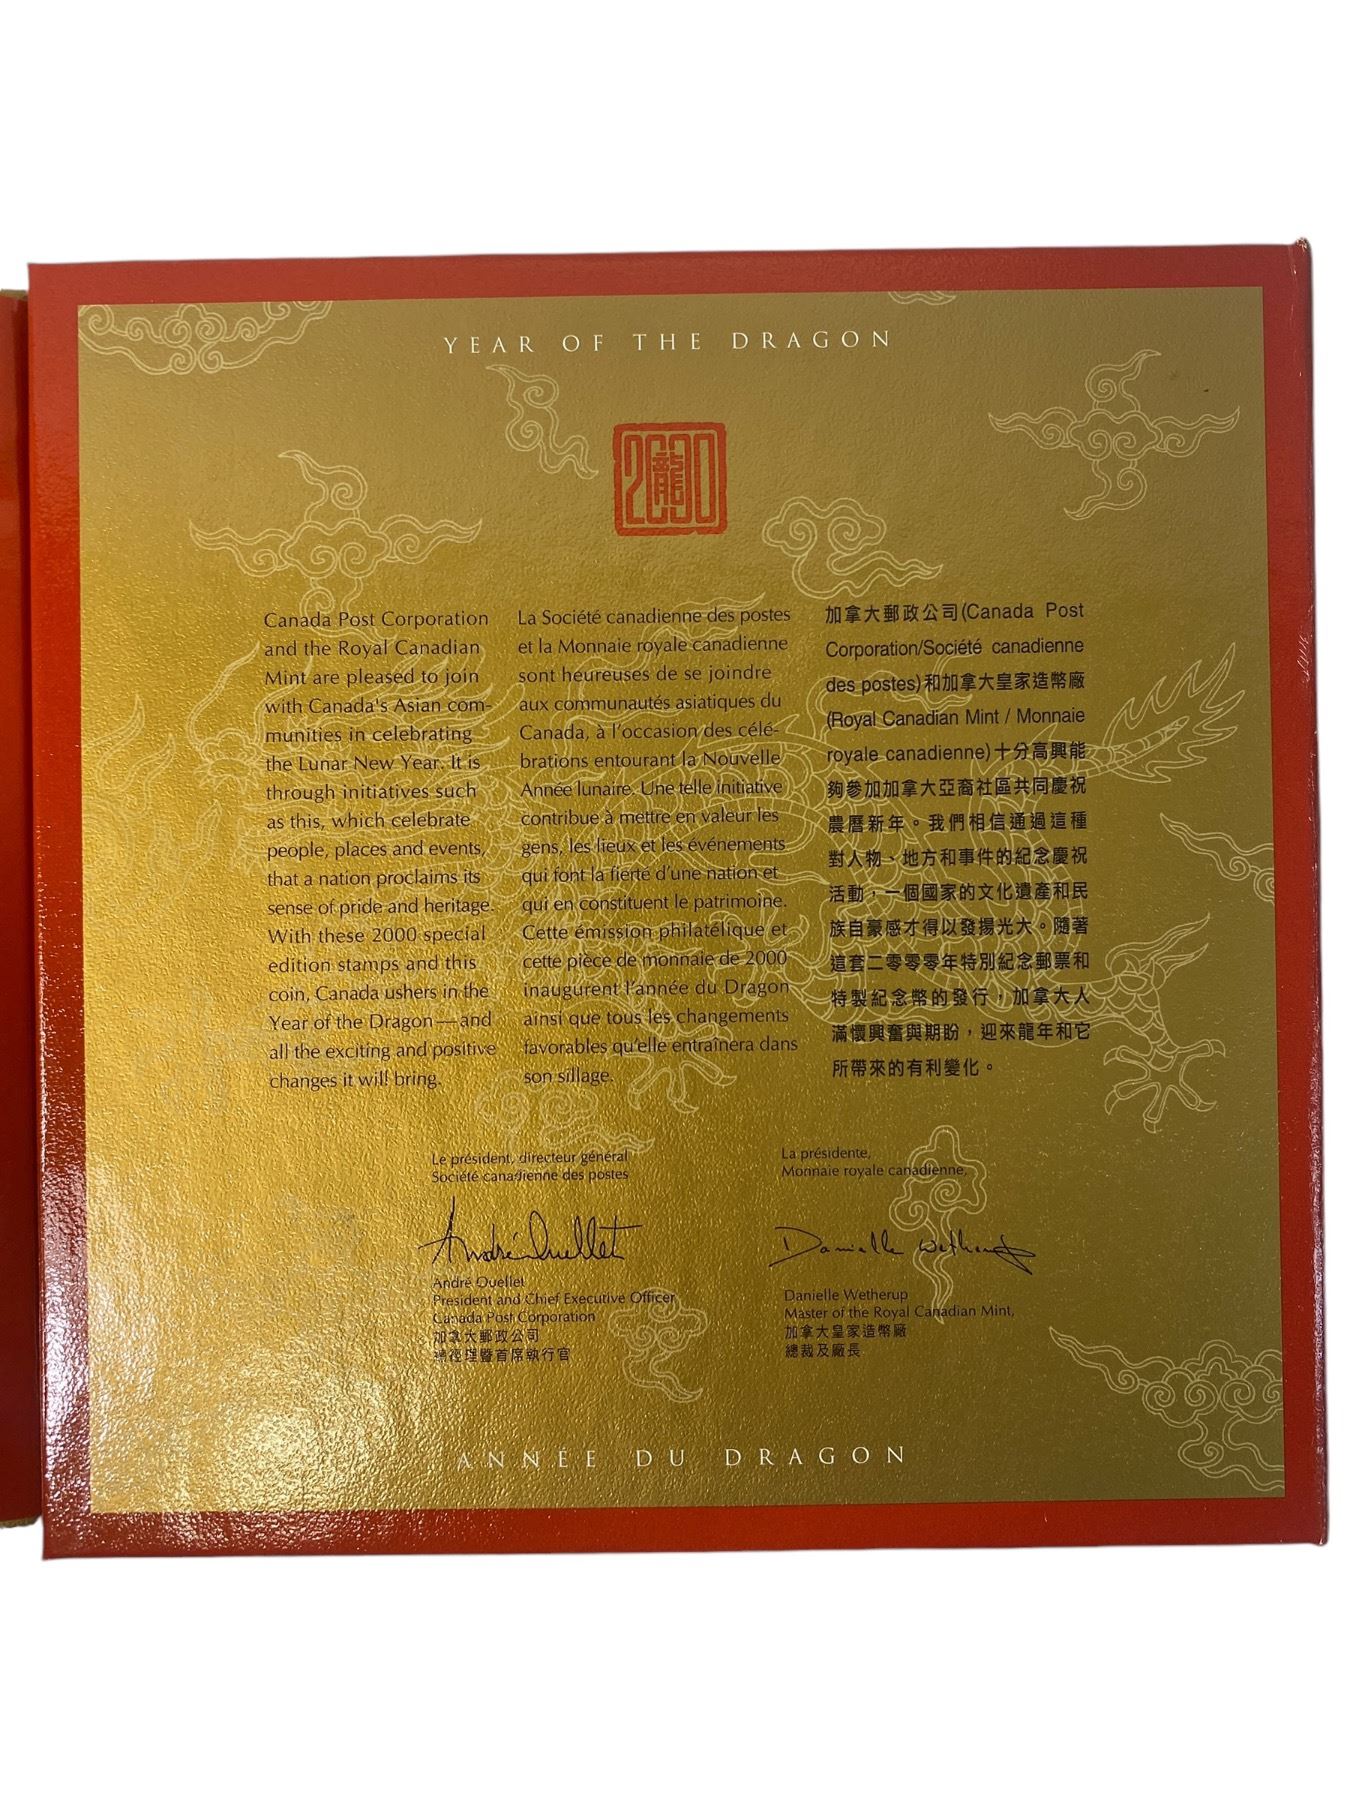 YEAR OF THE DRAGON
2000
龍
Canada Post Corporation
and the Royal Canadian
Mint are pleased to join
with Canada's Asian com-
munities in celebrating
the Lunar New Year. It is
through initiatives such
as this, which celebrate
people, places and events,
that a nation proclaims its
sense of pride and heritage.
With these 2000 special
edition stamps and this
coin, Canada ushers in the
Year of the Dragon—and
all the exciting and positive
changes it will bring.
La Société canadienne des postes
et la Monnaie royale canadienne
sont heureuses de se joindre
aux communautés asiatiques du
Canada, à l'occasion des célé-
brations entourant la Nouvelle
Année lunaire. Une telle initiative
contribue à mettre en valeur les
gens, les lieux et les événements
qui font la fierté d'une nation et
qui en constituent le patrimoine.
Cette émission philatélique et
cette pièce de monnaie de 2000
inaugurent l'année du Dragon
ainsi que tous les changements
favorables qu'elle entraînera dans
son sillage.
加拿大郵政公司(Canada Post
Corporation/Société canadienne
des postes)和加拿大皇家造幣廠
(Royal Canadian Mint / Monnaie
royale canadienne)十分高興能
夠參加加拿大亞裔社區共同慶祝
農曆新年。我們相信通過這種
對人物、地方和事件的紀念慶祝
活動，一個國家的文化遺產和民
族自豪感才得以發揚光大。隨著
這套二零零零年特別紀念郵票和
特製紀念幣的發行，加拿大人
滿懷興奮與期盼，迎來龍年和它
所帶來的有利變化。
Le président, directeur général
Société canadienne des postes
André Ouellet
André Ouellet
President and Chief Executive Officer
Canada Post Corporation
加拿大郵政公司
總徑理暨首席執行官
La présidente,
Monnaie royale canadienne,
Danielle Wetherup
Danielle Wetherup
Master of the Royal Canadian Mint,
加拿大皇家造幣廠
總裁及廠長
ANNÉE DU DRAGON